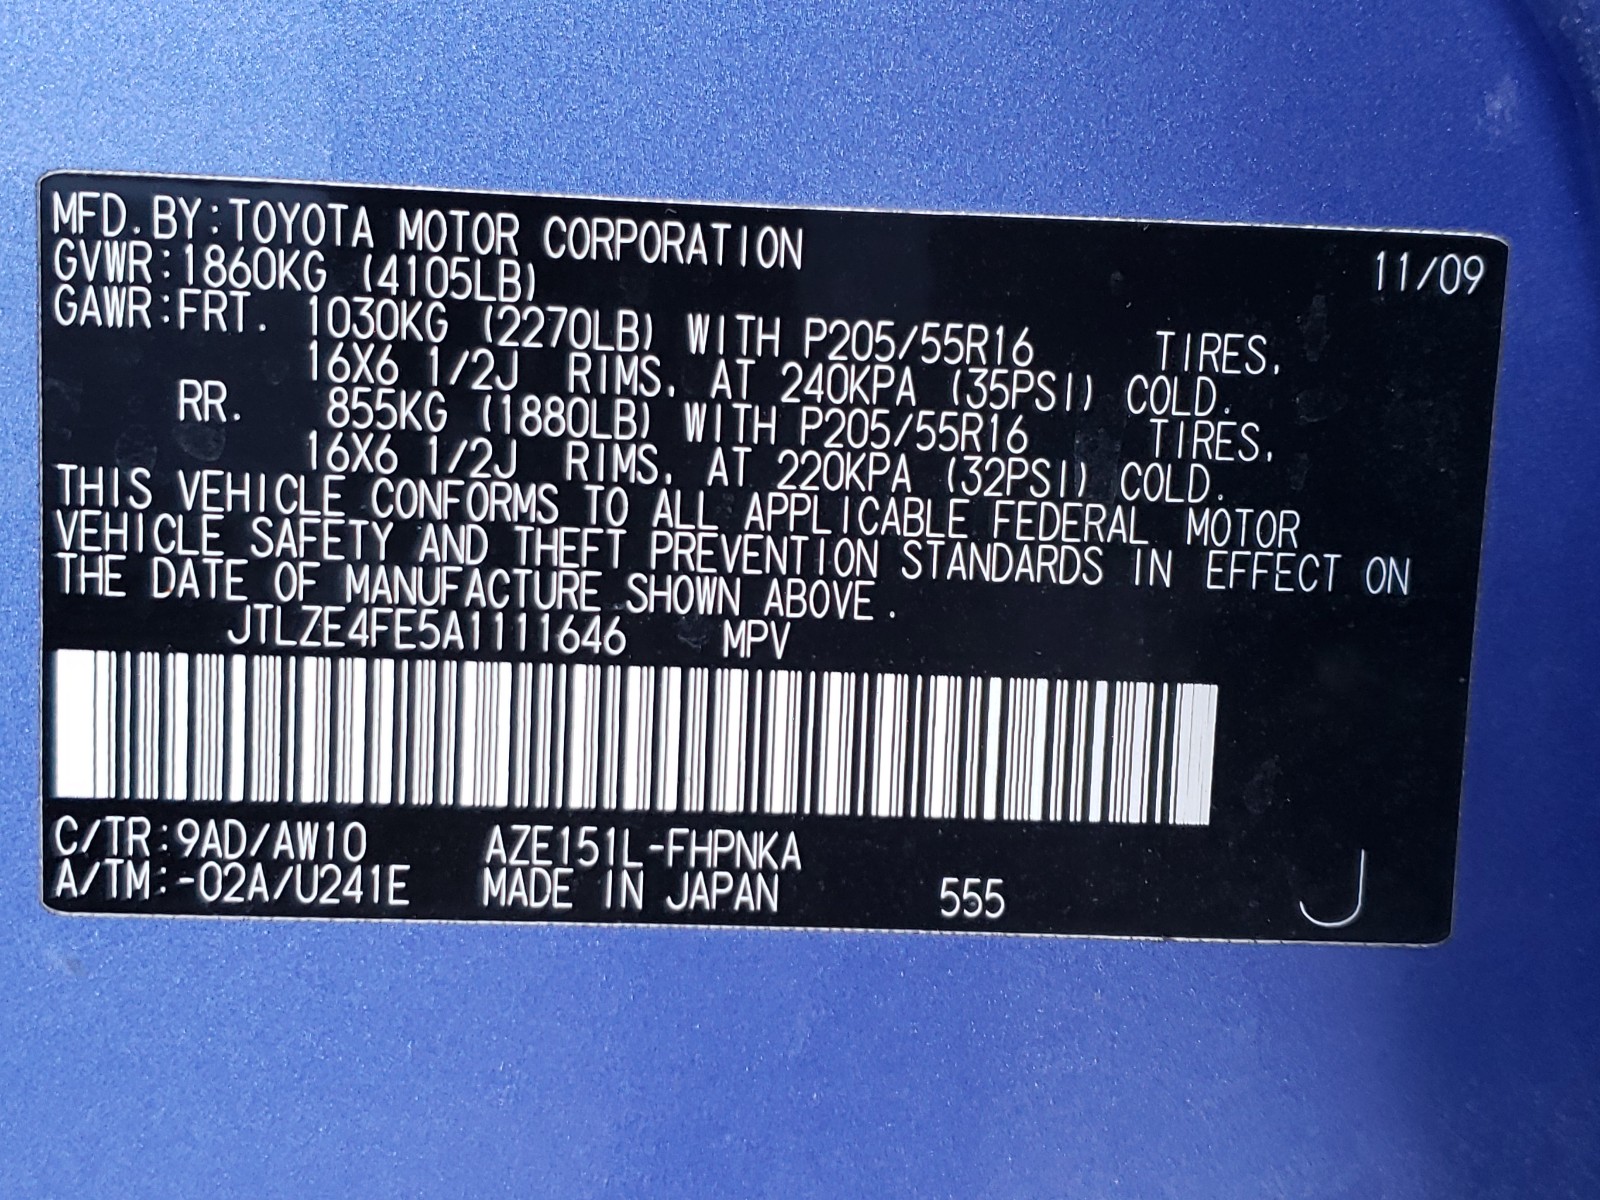 MFD. BY:TOYOTA MOTOR CORPORATION 11/09
GVWR:1860KG (4105LB)
GAWR:FRT. 1030KG (2270LB) WITH P205/55R16 TIRES,
16X6 1/2J RIMS, AT 240KPA (35PSI) COLD.
RR. 855KG (1880LB) WITH P205/55R16 TIRES,
16X6 1/2J RIMS, AT 220KPA (32PSI) COLD.
THIS VEHICLE CONFORMS TO ALL APPLICABLE FEDERAL MOTOR
VEHICLE SAFETY AND THEFT PREVENTION STANDARDS IN EFFECT ON
THE DATE OF MANUFACTURE SHOWN ABOVE.
JTLZE4FE5A1111646 MPV
C/TR:9AD/AW10 AZE151L-FHPNKA
A/TM:-02A/U241E MADE IN JAPAN 555 J